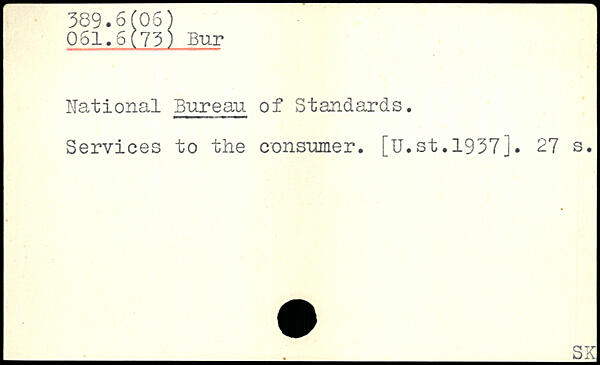 389.6(06)
061.6(73) Bur
National Bureau of Standards.
Services to the consumer. [U.st.1937]. 27 s.
SK